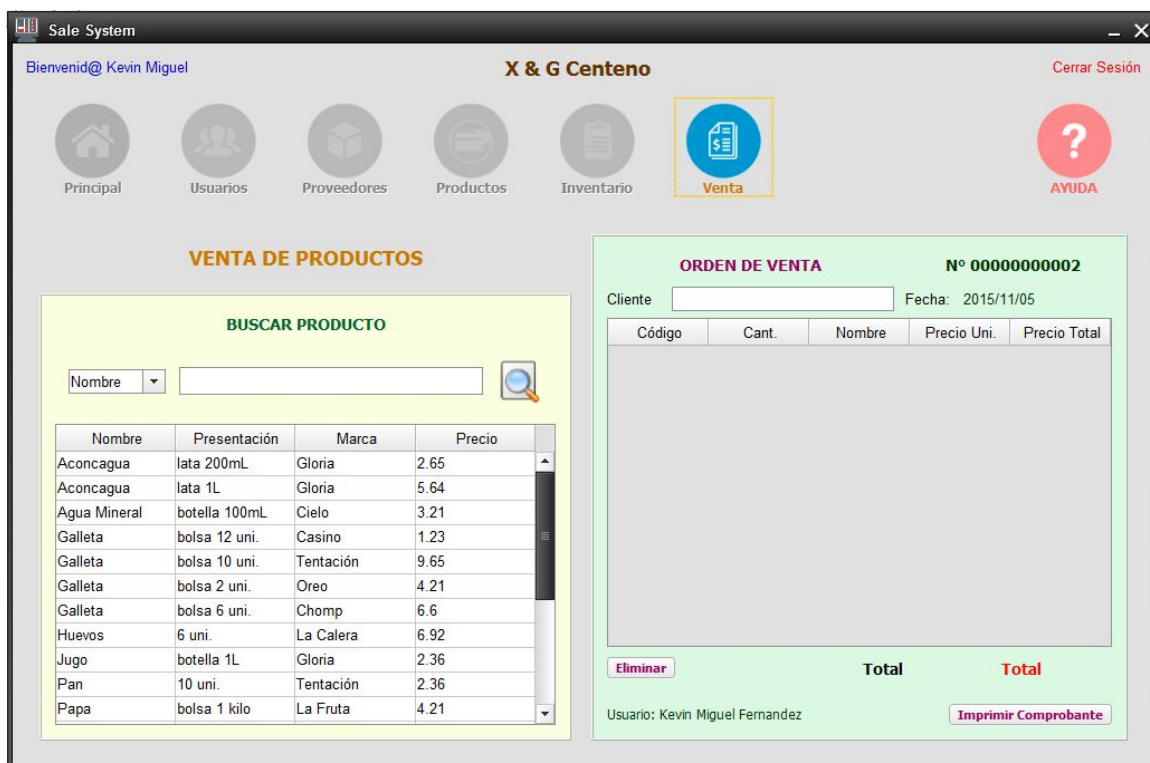 Sale System
Bienvenid@ Kevin Miguel
X & G Centeno
Cerrar Sesión
Principal
Usuarios
Proveedores
Productos
Inventario
Venta
AYUDA
VENTA DE PRODUCTOS
BUSCAR PRODUCTO
Nombre
Nombre Presentación Marca Precio
Aconcagua lata 200mL Gloria 2.65
Aconcagua lata 1L Gloria 5.64
Agua Mineral botella 100mL Cielo 3.21
Galleta bolsa 12 uni. Casino 1.23
Galleta bolsa 10 uni. Tentación 9.65
Galleta bolsa 2 uni. Oreo 4.21
Galleta bolsa 6 uni. Chomp 6.6
Huevos 6 uni. La Calera 6.92
Jugo botella 1L Gloria 2.36
Pan 10 uni. Tentación 2.36
Papa bolsa 1 kilo La Fruta 4.21
ORDEN DE VENTA Nº 00000000002
Cliente Fecha: 2015/11/05
Código Cant. Nombre Precio Uni. Precio Total
Eliminar Total Total
Usuario: Kevin Miguel Fernandez Imprimir Comprobante